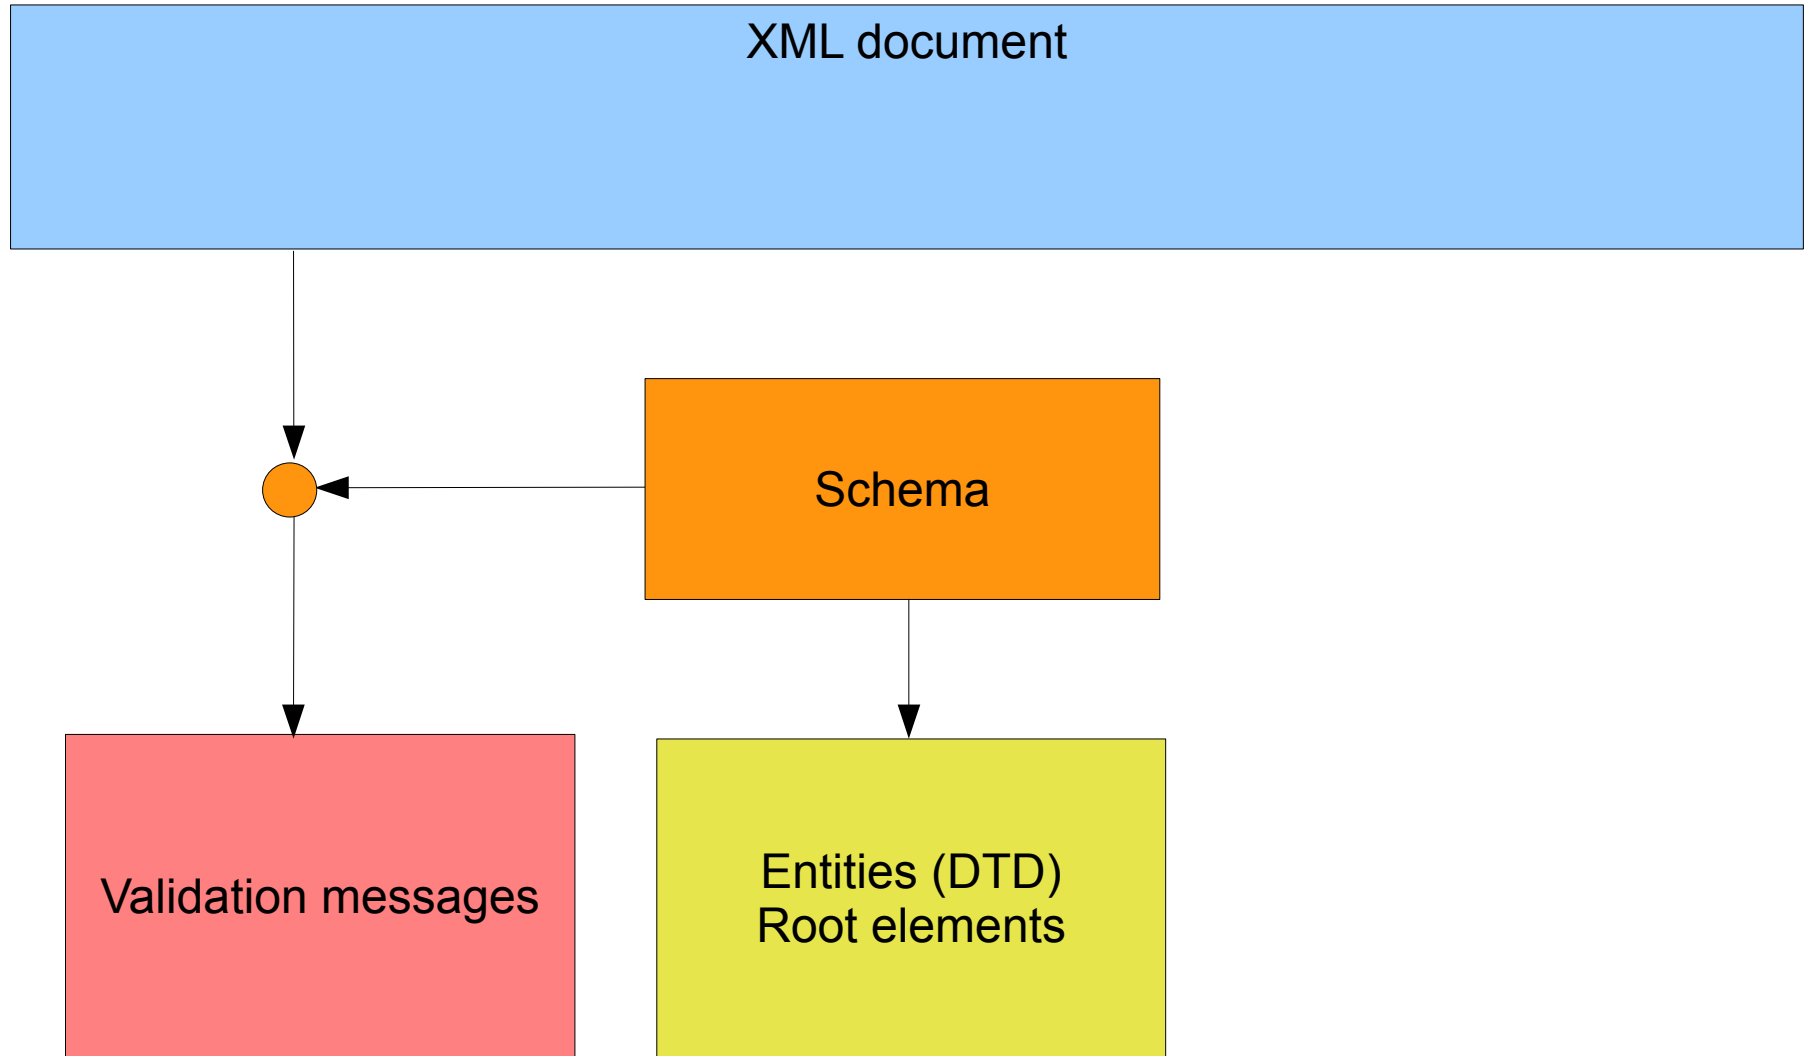 XML document
Schema
Validation messages
Entities (DTD)
Root elements